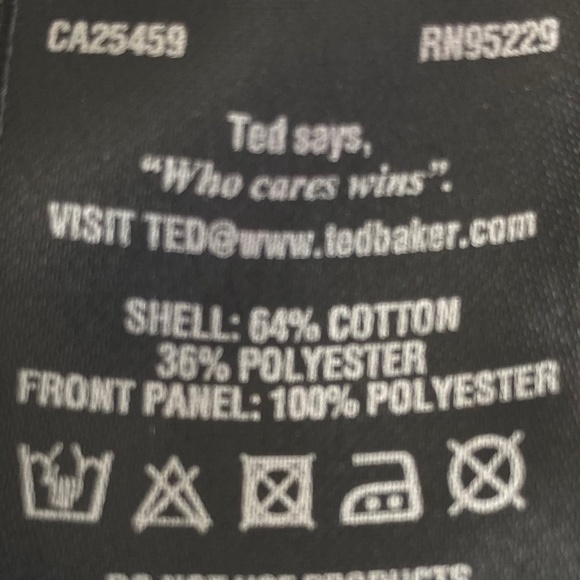 CA25459 RN95229
Ted says,
“Who cares wins”.
VISIT TED@www.tedbaker.com
SHELL: 64% COTTON
36% POLYESTER
FRONT PANEL: 100% POLYESTER